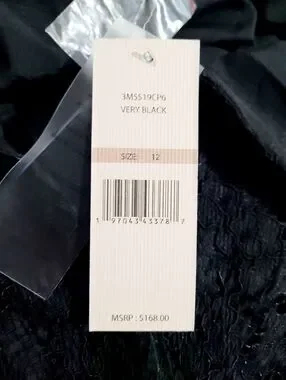 3MSS19CP6
VERY BLACK
SIZE: 12
1 97043 43378 7
MSRP : $168.00